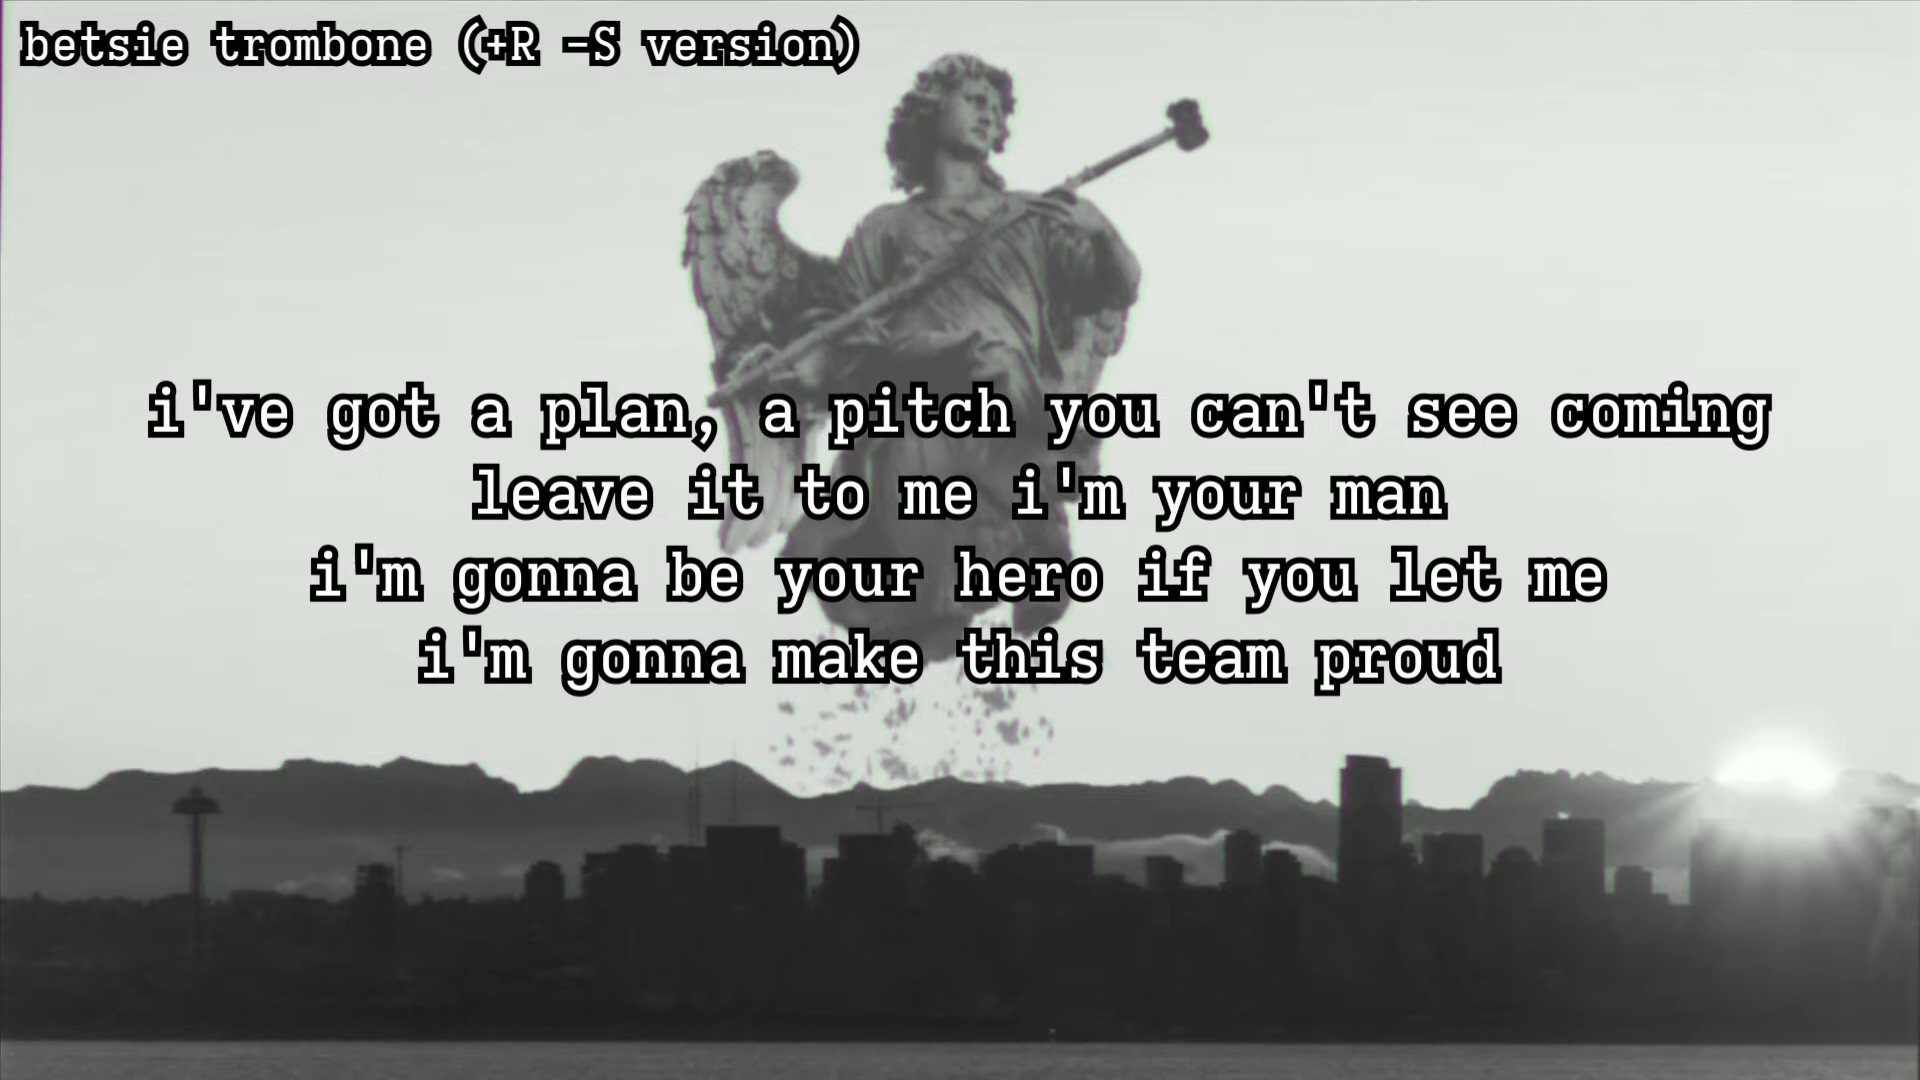 betsie trombone (+R -S version)
i've got a plan, a pitch you can't see coming
leave it to me i'm your man
i'm gonna be your hero if you let me
i'm gonna make this team proud